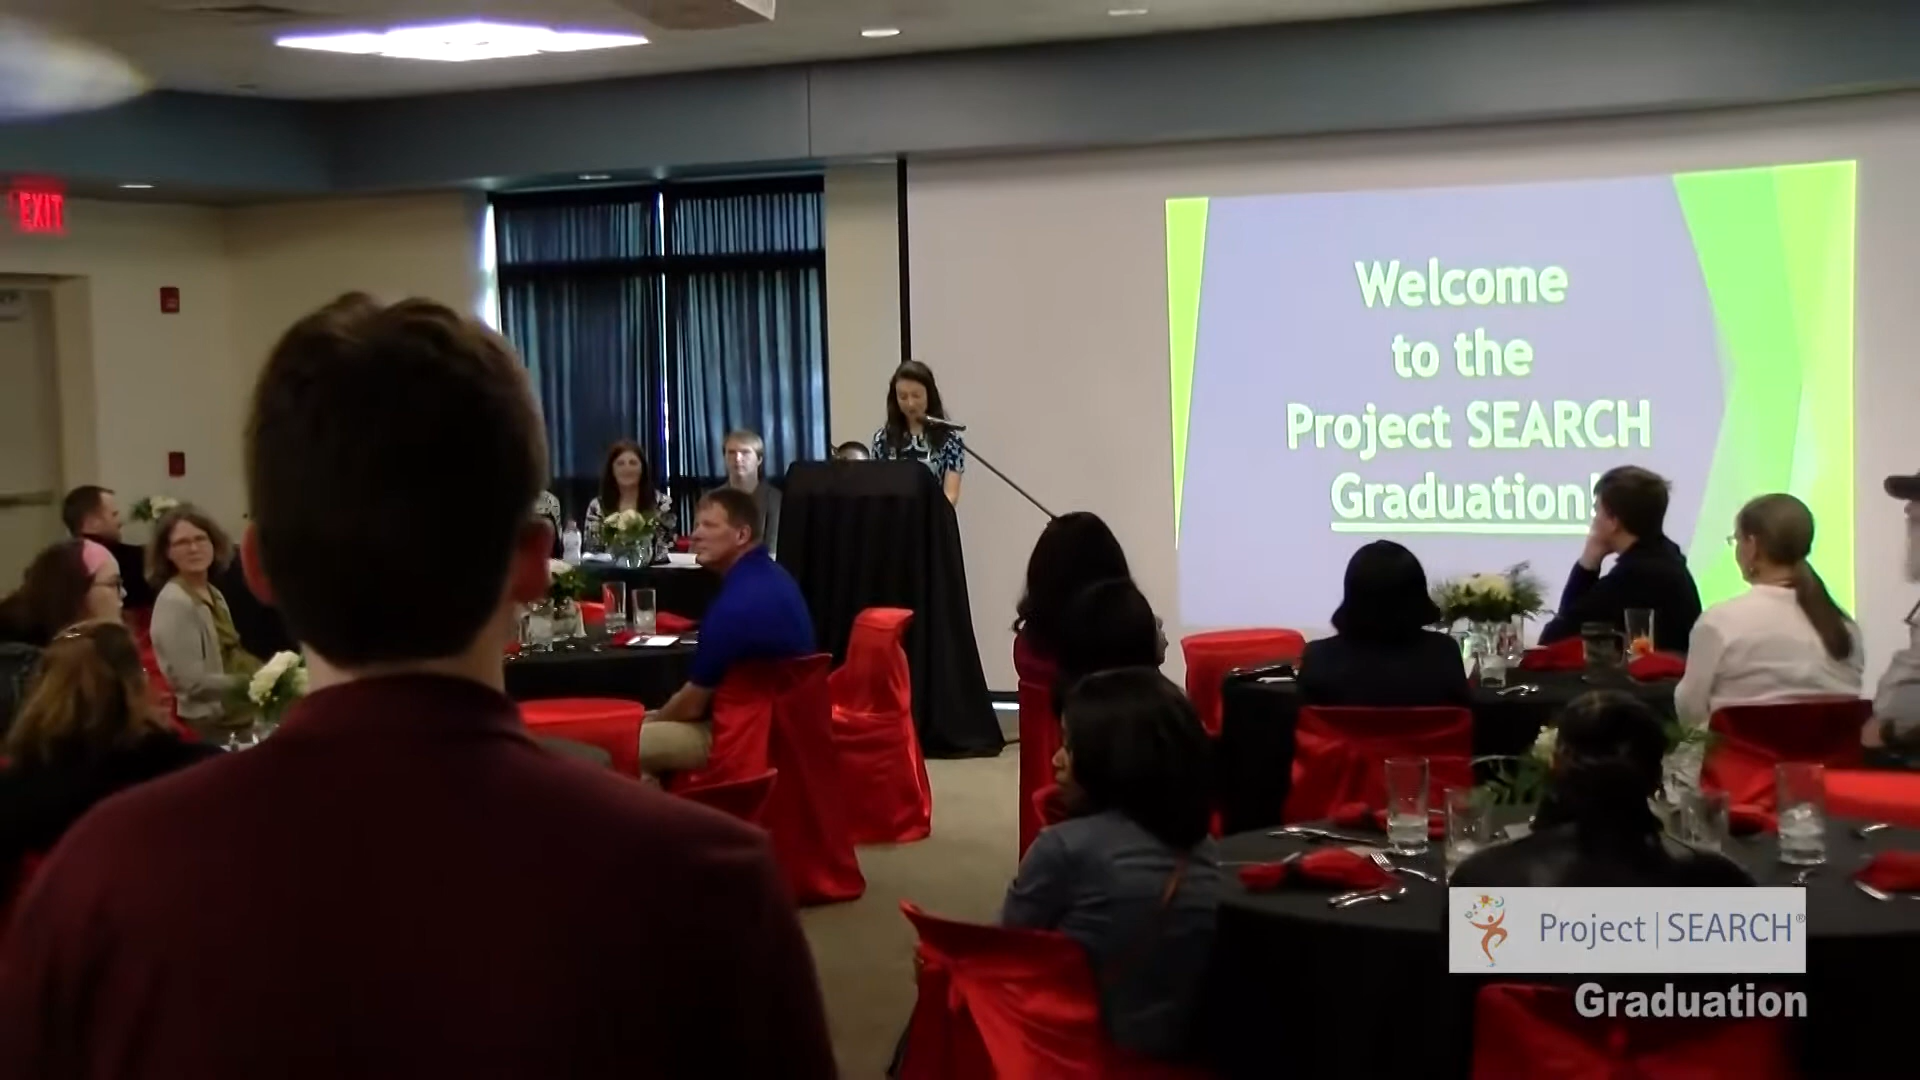 EXIT
Welcome
to the
Project SEARCH
Graduation!
Project|SEARCH®
Graduation